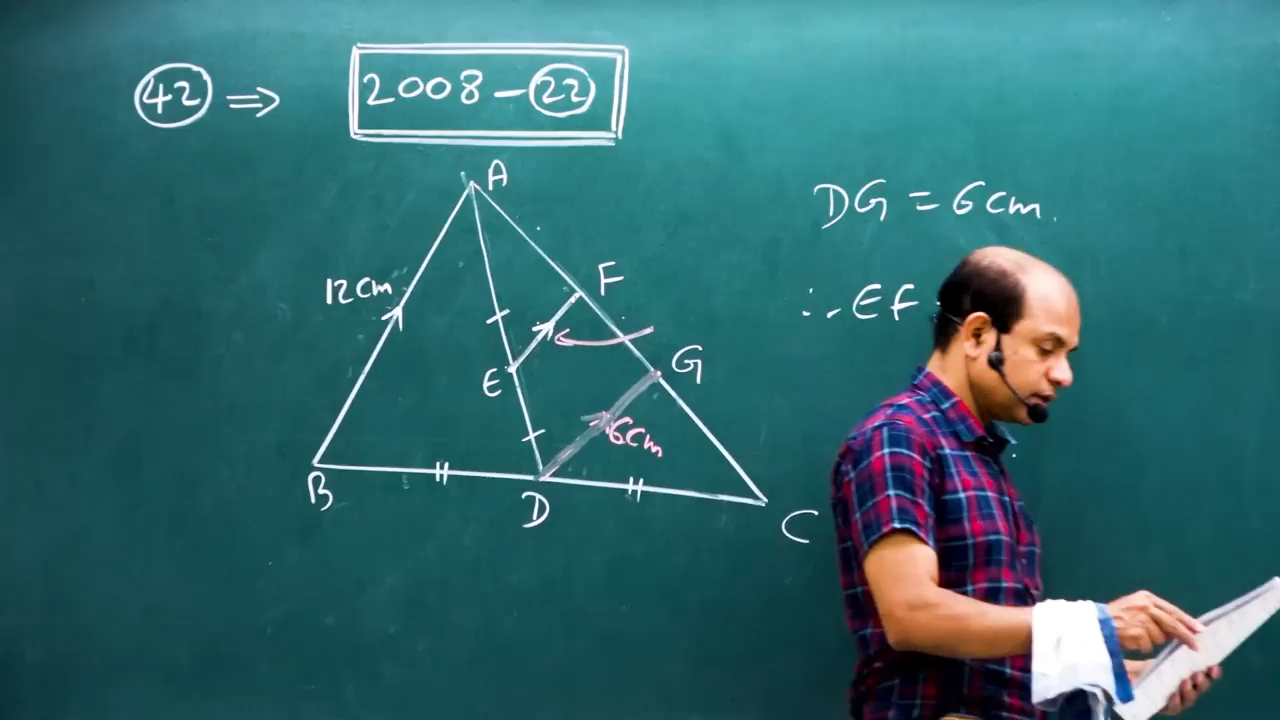 42 ⇒ 2008 - 22
A
DG = 6cm.
12cm
F
∴ EF
G
E
6cm
B
D
C